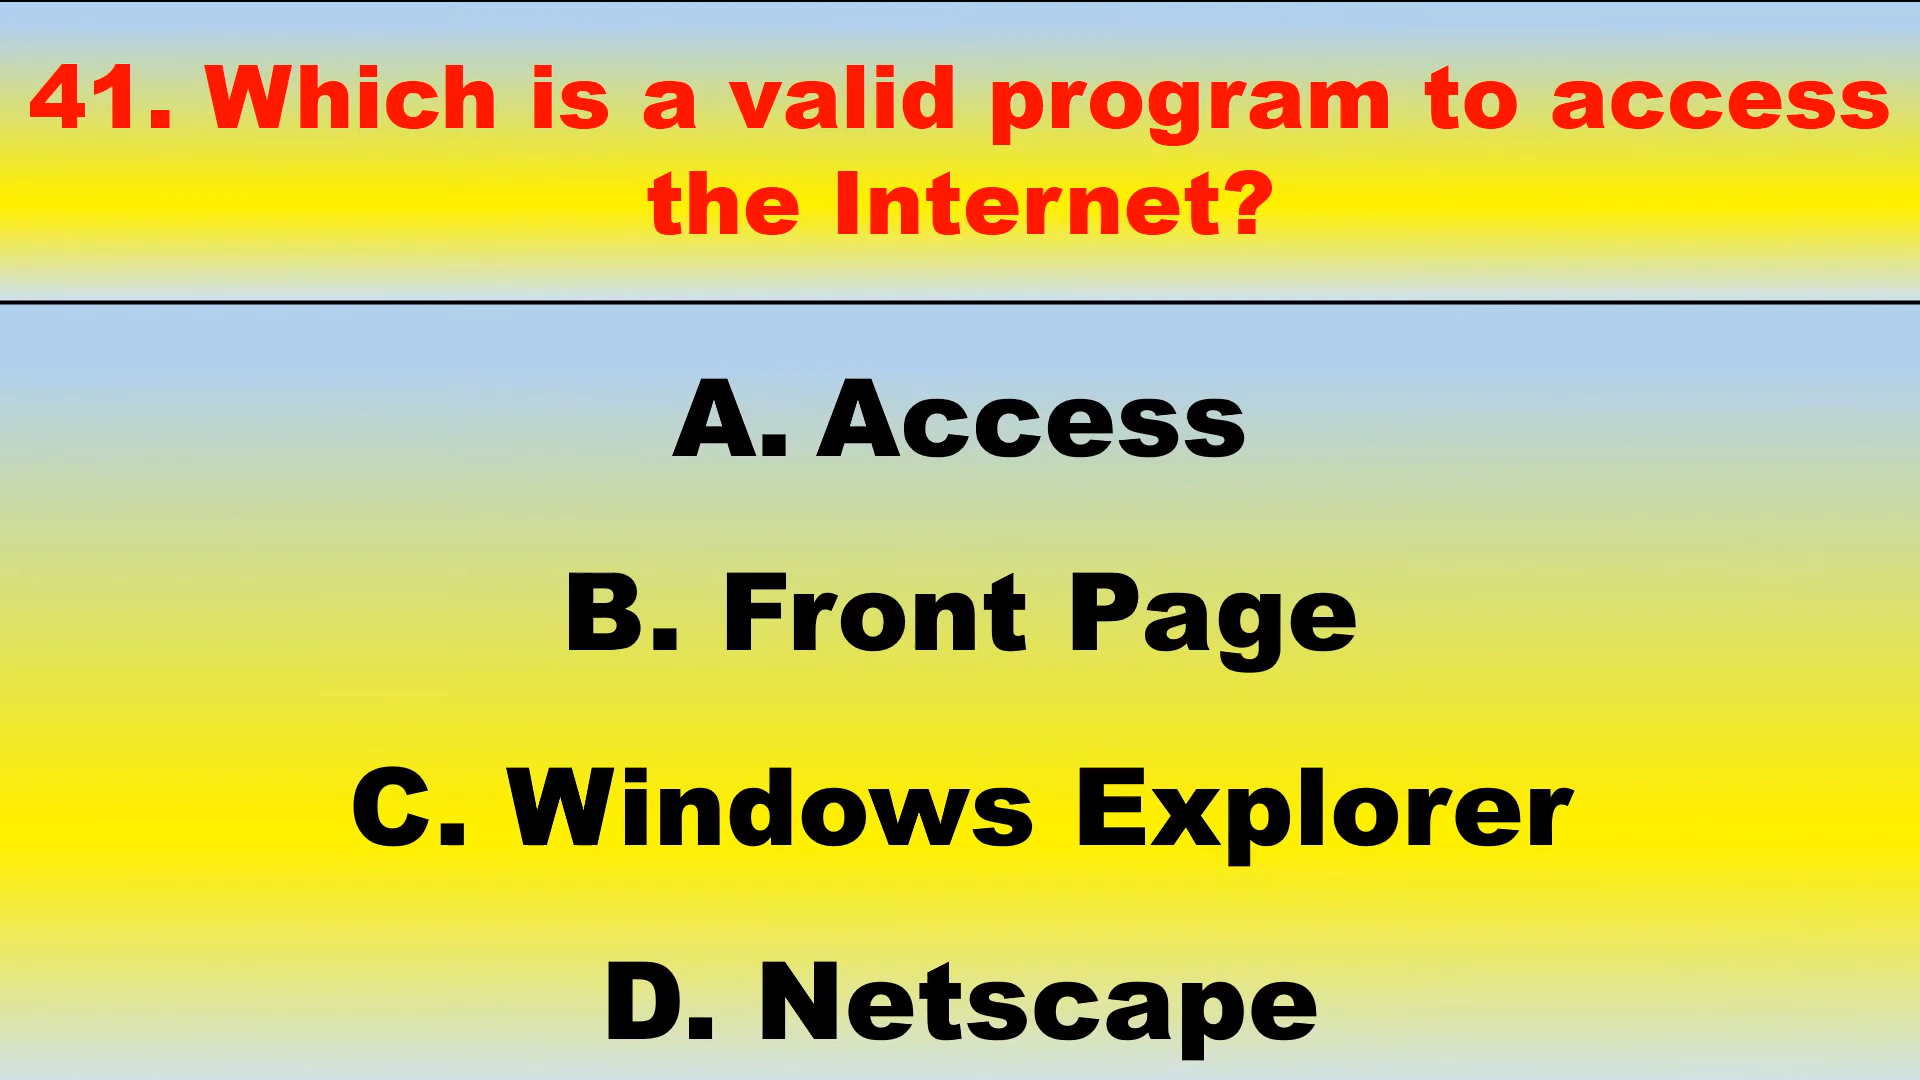 41. Which is a valid program to access
the Internet?
A. Access
B. Front Page
C. Windows Explorer
D. Netscape